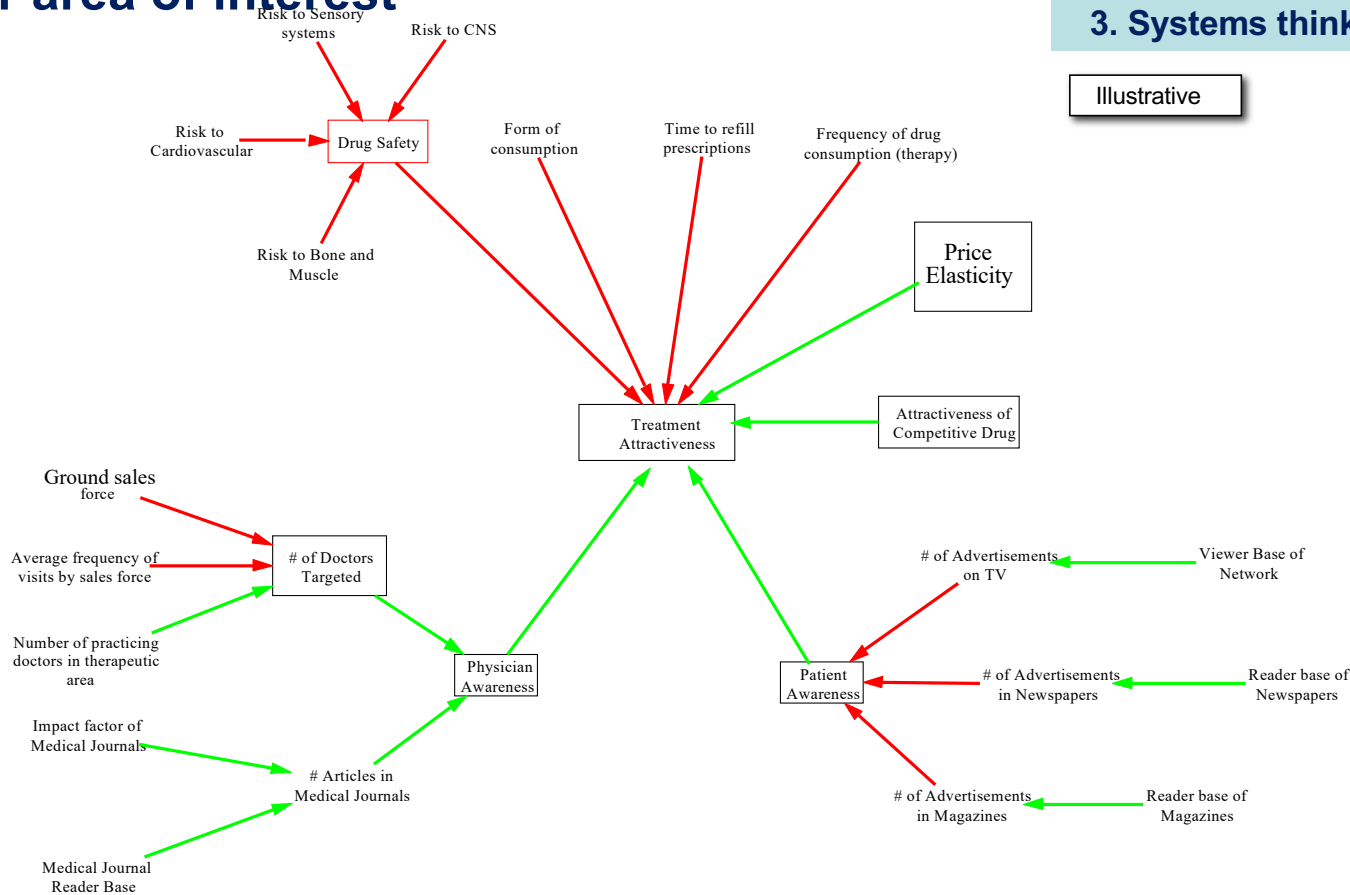 r area of interest
3. Systems think
Illustrative
Risk to Sensory
systems
Risk to CNS
Risk to
Cardiovascular
Drug Safety
Form of
consumption
Time to refill
prescriptions
Frequency of drug
consumption (therapy)
Risk to Bone and
Muscle
Price
Elasticity
Treatment
Attractiveness
Attractiveness of
Competitive Drug
Ground sales
force
Average frequency of
visits by sales force
# of Doctors
Targeted
Number of practicing
doctors in therapeutic
area
Physician
Awareness
Impact factor of
Medical Journals
# Articles in
Medical Journals
Medical Journal
Reader Base
# of Advertisements
on TV
Viewer Base of
Network
Patient
Awareness
# of Advertisements
in Newspapers
Reader base of
Newspapers
# of Advertisements
in Magazines
Reader base of
Magazines